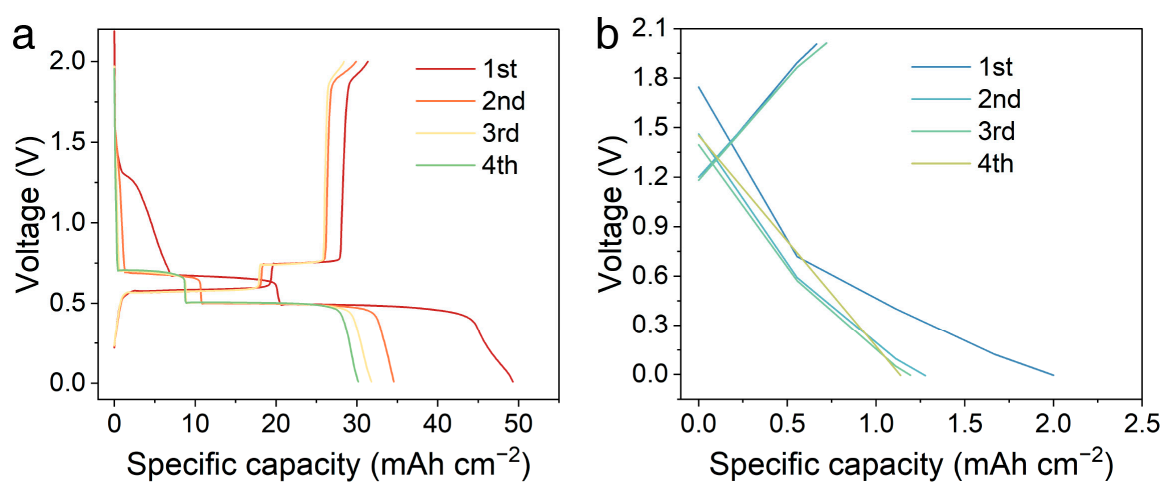 a
2.0
1.5
1.0
0.5
0.0
Voltage (V)
1st
2nd
3rd
4th
0
10
20
30
40
50
Specific capacity (mAh cm⁻²)
b
2.1
1.8
1.5
1.2
0.9
0.6
0.3
0.0
Voltage (V)
1st
2nd
3rd
4th
0.0
0.5
1.0
1.5
2.0
2.5
Specific capacity (mAh cm⁻²)